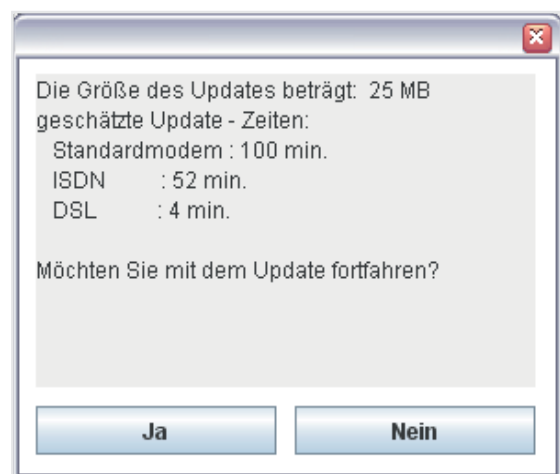 Die Größe des Updates beträgt:  25 MB
geschätzte Update - Zeiten:
Standardmodem : 100 min.
ISDN : 52 min.
DSL : 4 min.
Möchten Sie mit dem Update fortfahren?
Ja
Nein